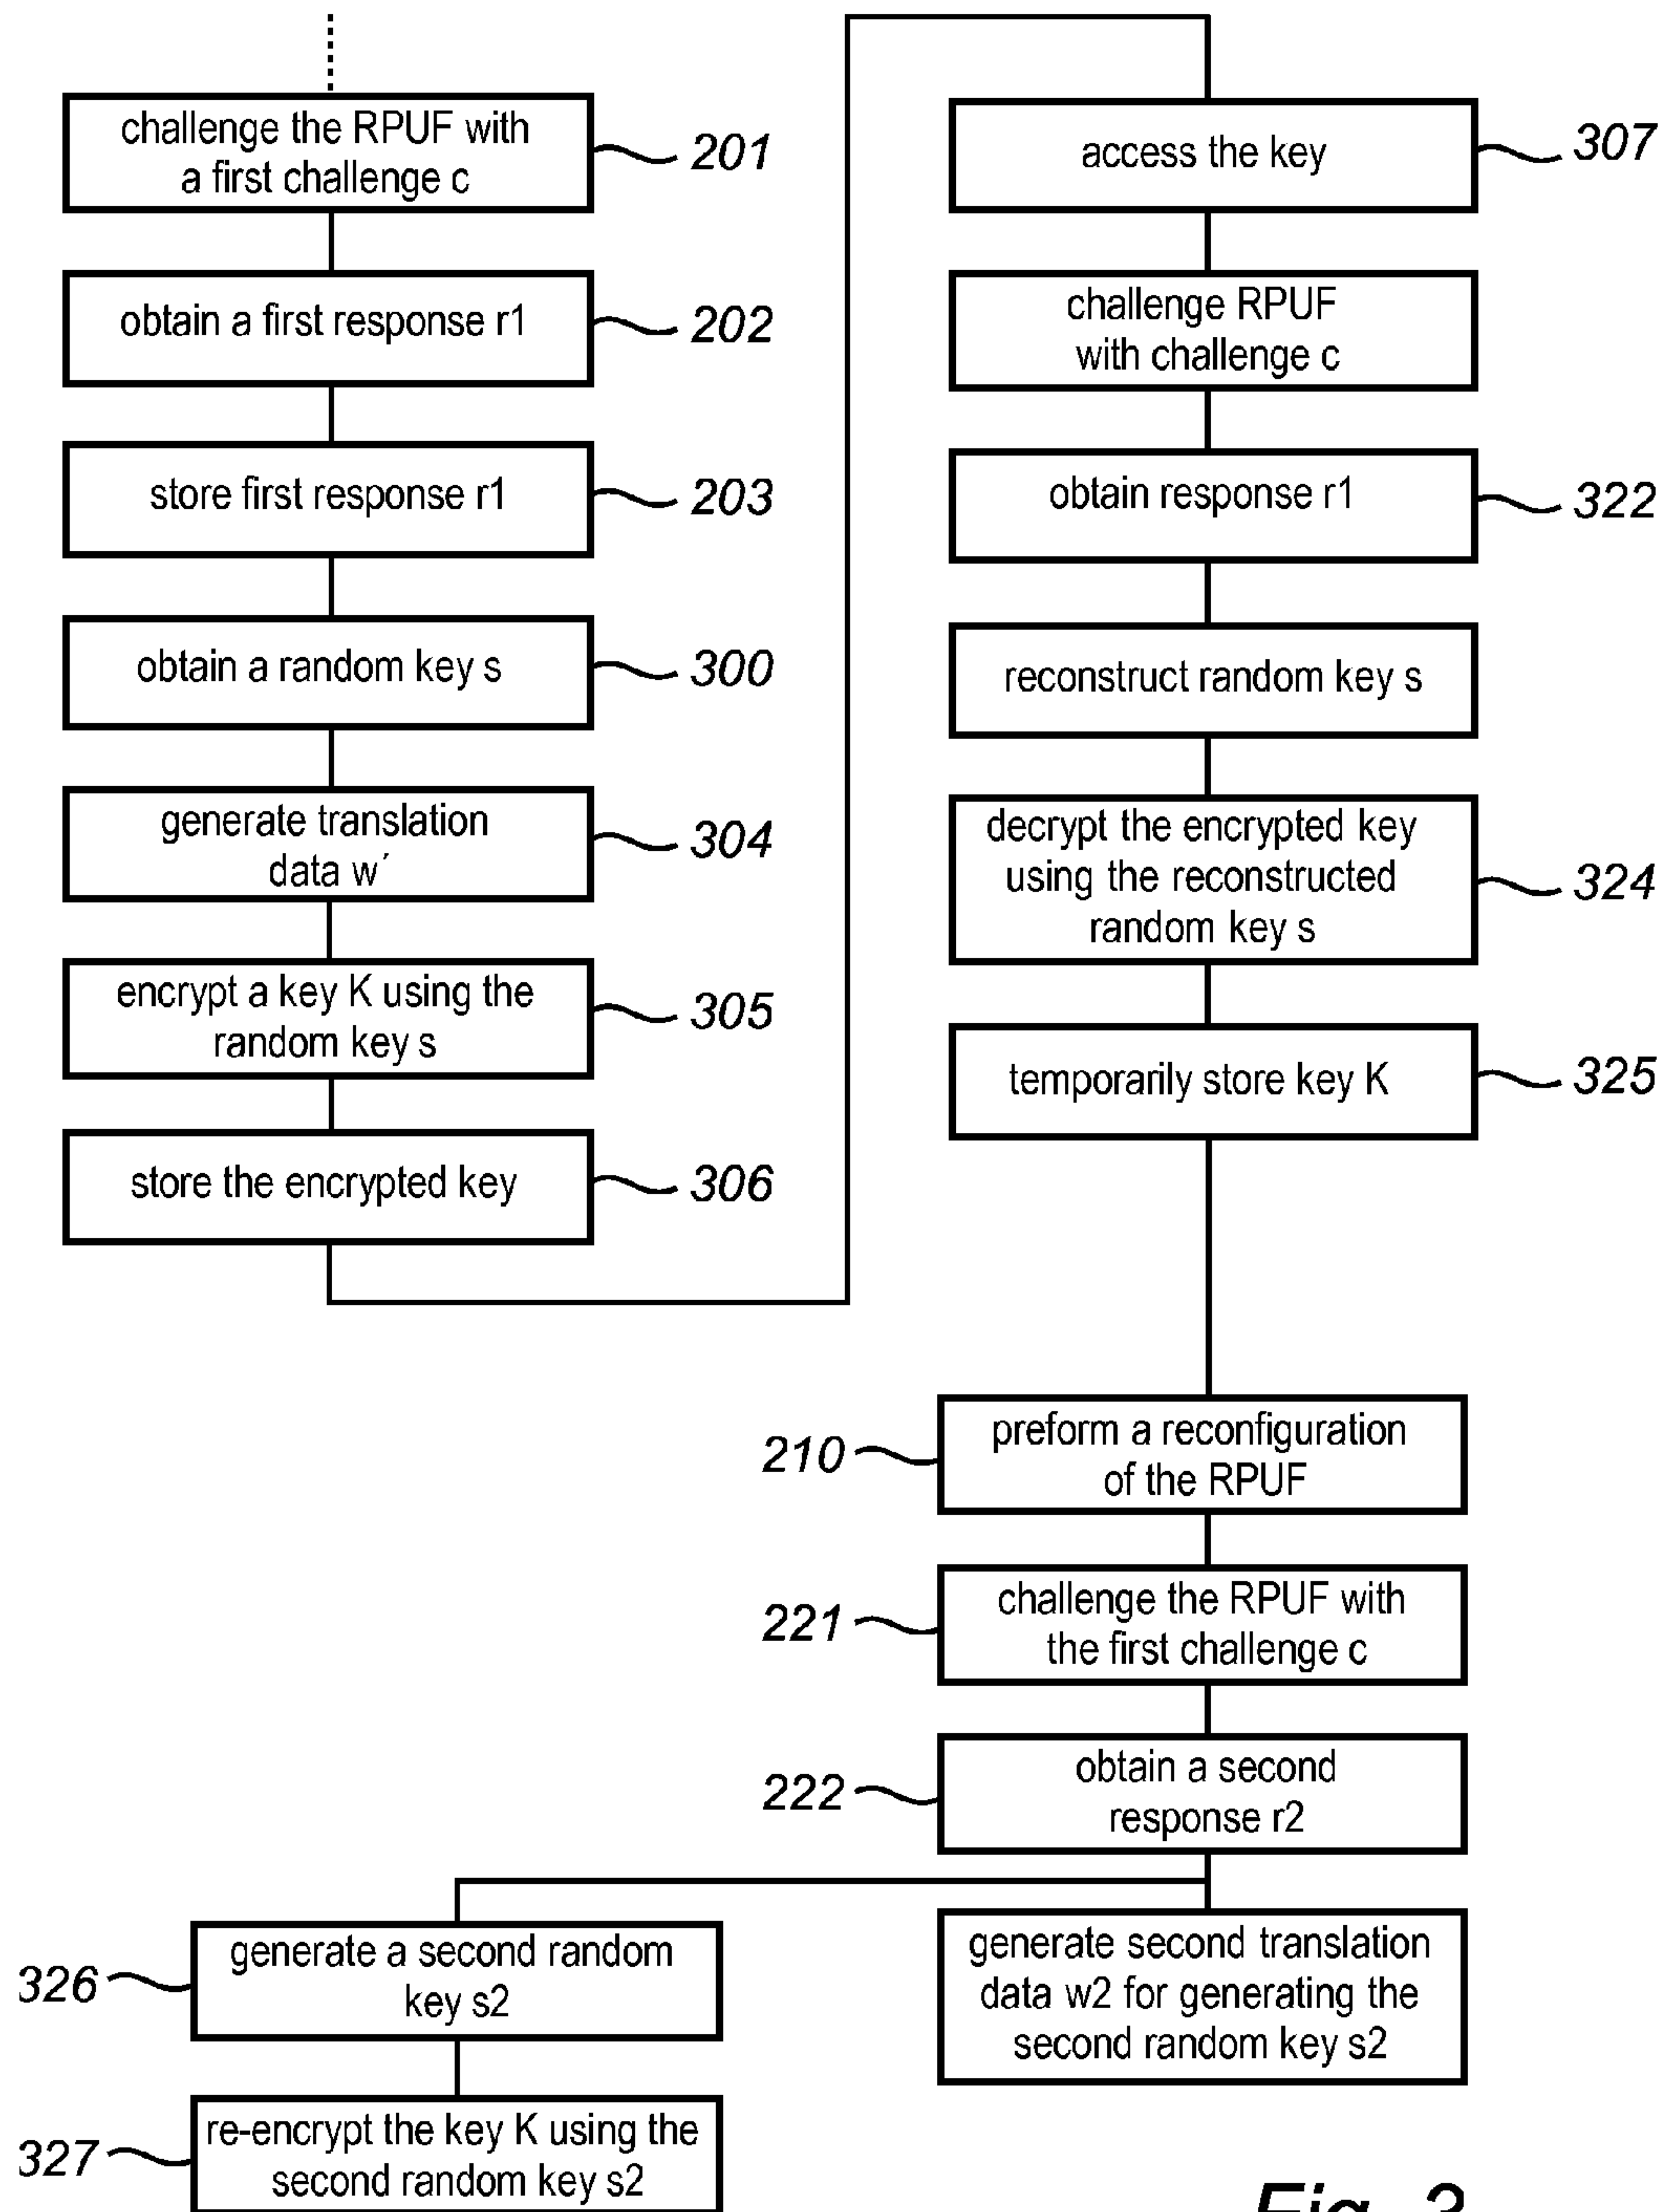 challenge the RPUF with
a first challenge c
201
obtain a first response r1
202
store first response r1
203
obtain a random key s
300
generate translation
data w´
304
encrypt a key K using the
random key s
305
store the encrypted key
306
access the key
307
challenge RPUF
with challenge c
obtain response r1
322
reconstruct random key s
decrypt the encrypted key
using the reconstructed
random key s
324
temporarily store key K
325
preform a reconfiguration
of the RPUF
210
challenge the RPUF with
the first challenge c
221
obtain a second
response r2
222
generate a second random
key s2
326
generate second translation
data w2 for generating the
second random key s2
re-encrypt the key K using the
second random key s2
327
Fig.